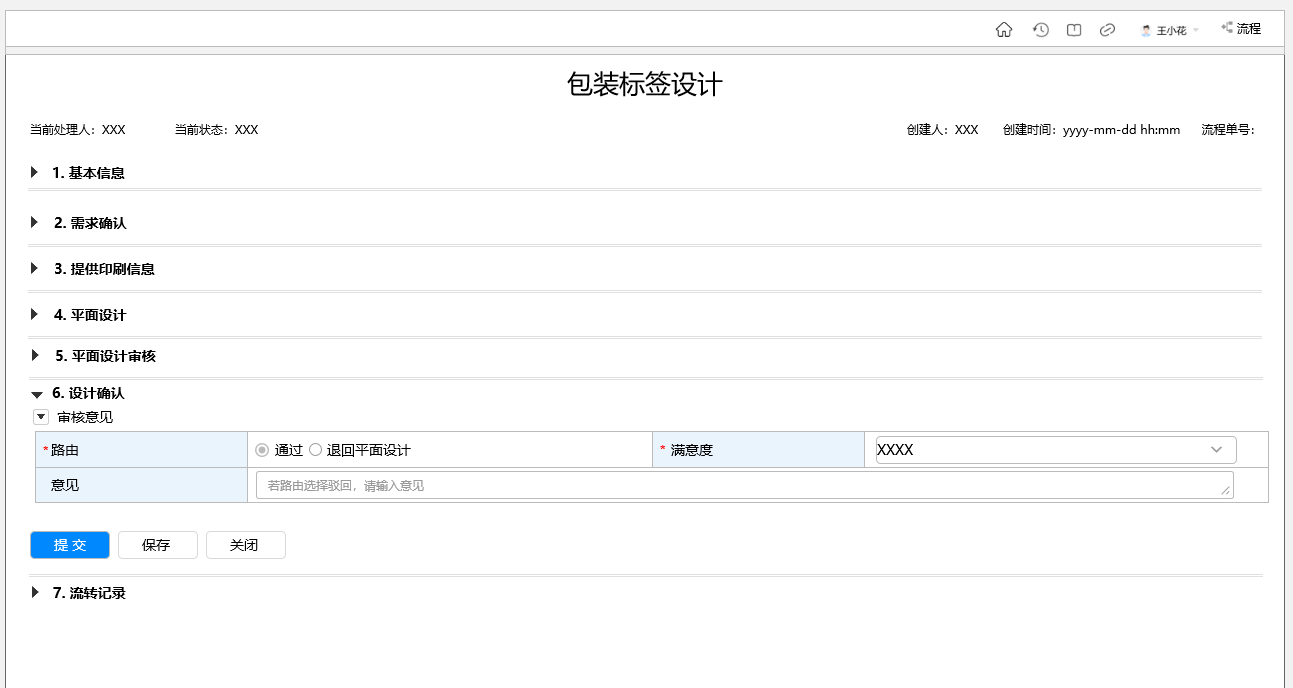 王小花 流程
包装标签设计
当前处理人：XXX 当前状态：XXX 创建人：XXX 创建时间：yyyy-mm-dd hh:mm 流程单号：
1. 基本信息
2. 需求确认
3. 提供印刷信息
4. 平面设计
5. 平面设计审核
6. 设计确认
审核意见
*路由 通过 退回平面设计 * 满意度 XXXX
意见 若路由选择驳回，请输入意见
提 交 保存 关闭
7. 流转记录